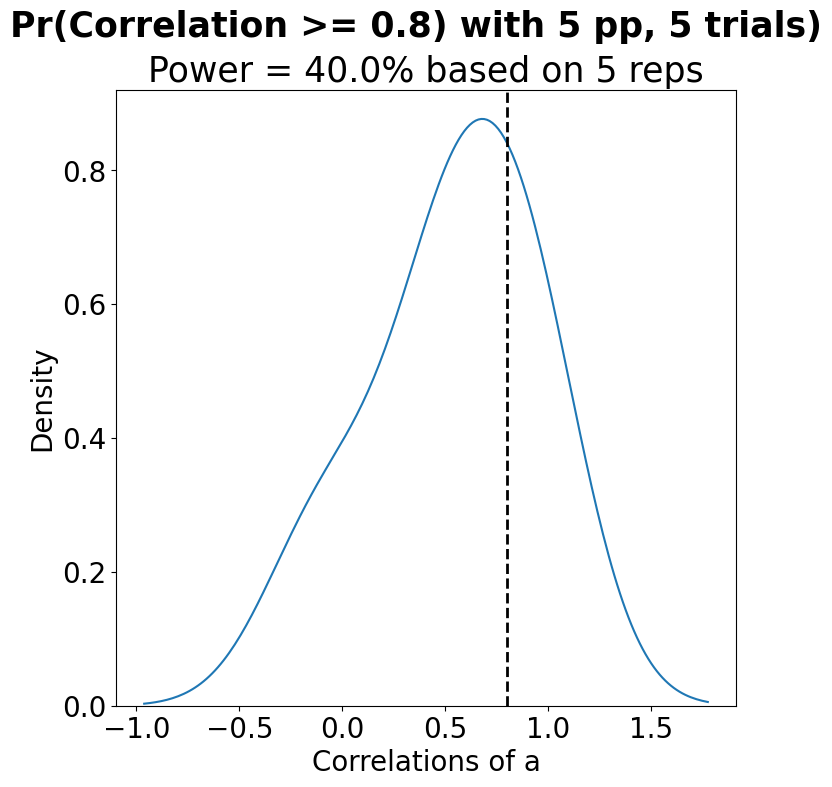 Pr(Correlation >= 0.8) with 5 pp, 5 trials)
Power = 40.0% based on 5 reps
0.8
0.6
0.4
0.2
0.0
Density
−1.0 −0.5 0.0 0.5 1.0 1.5
Correlations of a